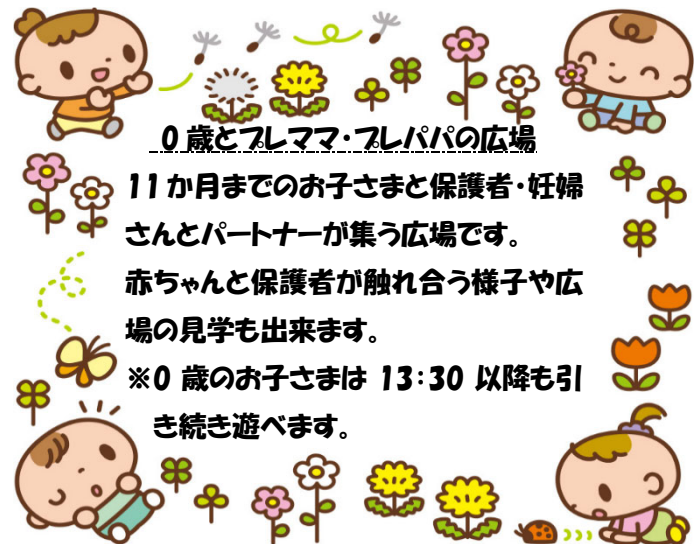 0歳とプレママ・プレパパの広場
11か月までのお子さまと保護者・妊婦
さんとパートナーが集う広場です。
赤ちゃんと保護者が触れ合う様子や広
場の見学も出来ます。
※0歳のお子さまは 13:30 以降も引
き続き遊べます。